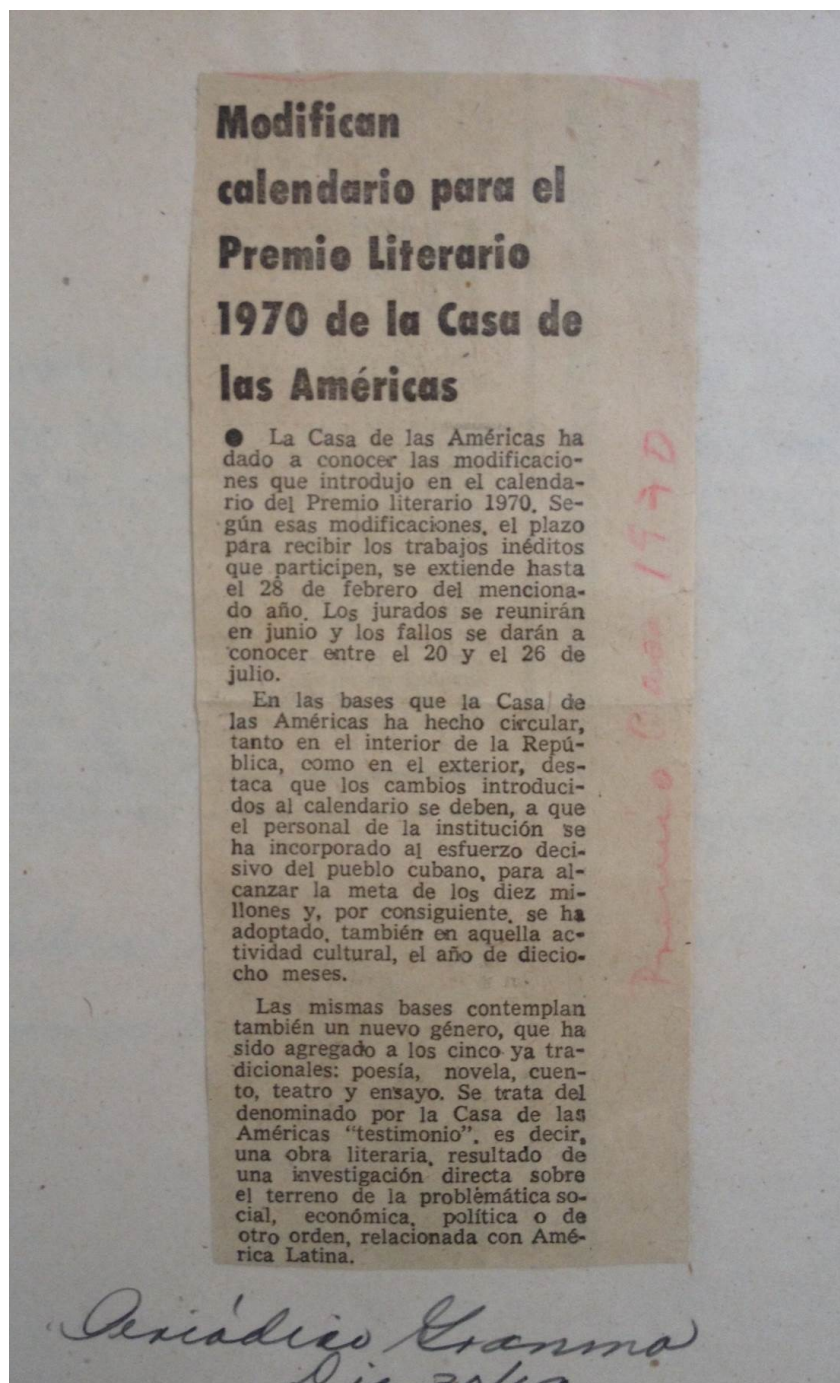 Modifican
calendario para el
Premio Literario
1970 de la Casa de
las Américas
● La Casa de las Américas ha
dado a conocer las modificacio-
nes que introdujo en el calenda-
rio del Premio literario 1970. Se-
gún esas modificaciones, el plazo
para recibir los trabajos inéditos
que participen, se extiende hasta
el 28 de febrero del menciona-
do año. Los jurados se reunirán
en junio y los fallos se darán a
conocer entre el 20 y el 26 de
julio.
En las bases que la Casa de
las Américas ha hecho circular,
tanto en el interior de la Repú-
blica, como en el exterior, des-
taca que los cambios introduci-
dos al calendario se deben, a que
el personal de la institución se
ha incorporado al esfuerzo deci-
sivo del pueblo cubano, para al-
canzar la meta de los diez mi-
llones y, por consiguiente, se ha
adoptado, también en aquella ac-
tividad cultural, el año de diecio-
cho meses.
Las mismas bases contemplan
también un nuevo género, que ha
sido agregado a los cinco ya tra-
dicionales: poesía, novela, cuen-
to, teatro y ensayo. Se trata del
denominado por la Casa de las
Américas "testimonio", es decir,
una obra literaria, resultado de
una investigación directa sobre
el terreno de la problemática so-
cial, económica, política o de
otro orden, relacionada con Amé-
rica Latina.
Premio Casa 1970
Periódico Granma